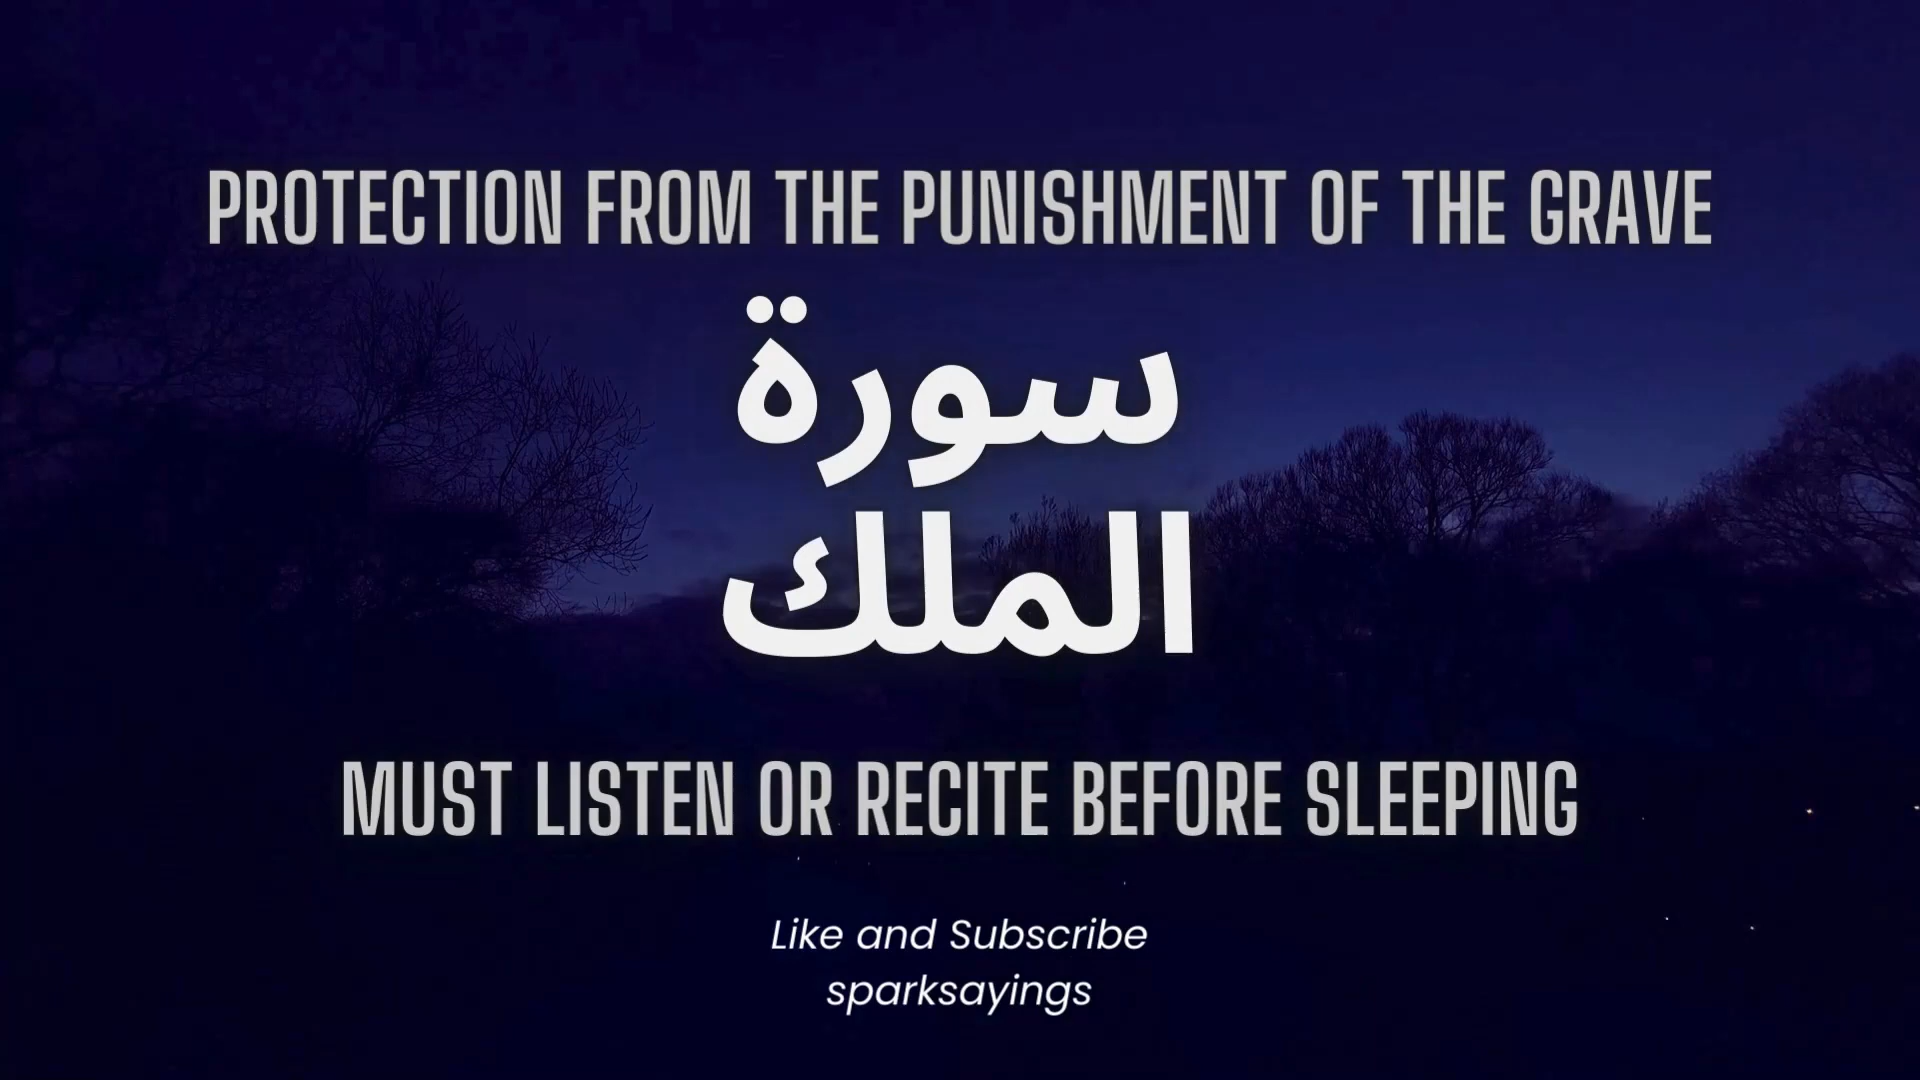 PROTECTION FROM THE PUNISHMENT OF THE GRAVE
سورة
الملك
MUST LISTEN OR RECITE BEFORE SLEEPING
Like and Subscribe
sparksayings